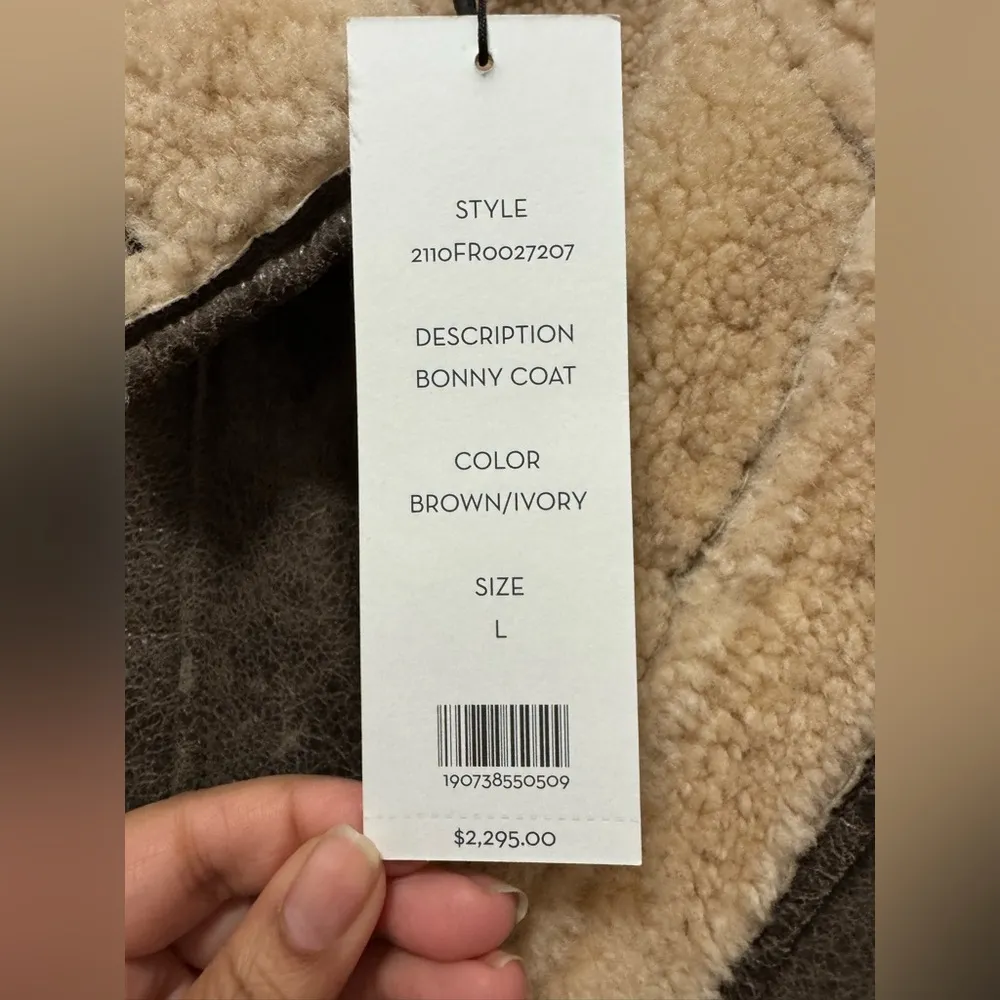 STYLE
2110FR0027207
DESCRIPTION
BONNY COAT
COLOR
BROWN/IVORY
SIZE
L
190738550509
$2,295.00